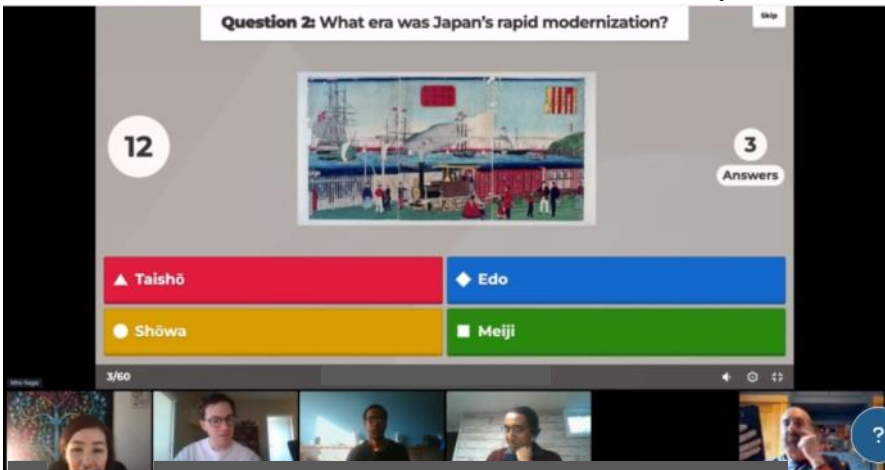 Question 2: What era was Japan's rapid modernization?
Skip
12
3
Answers
Taishō
Edo
Shōwa
Meiji
3/60
?